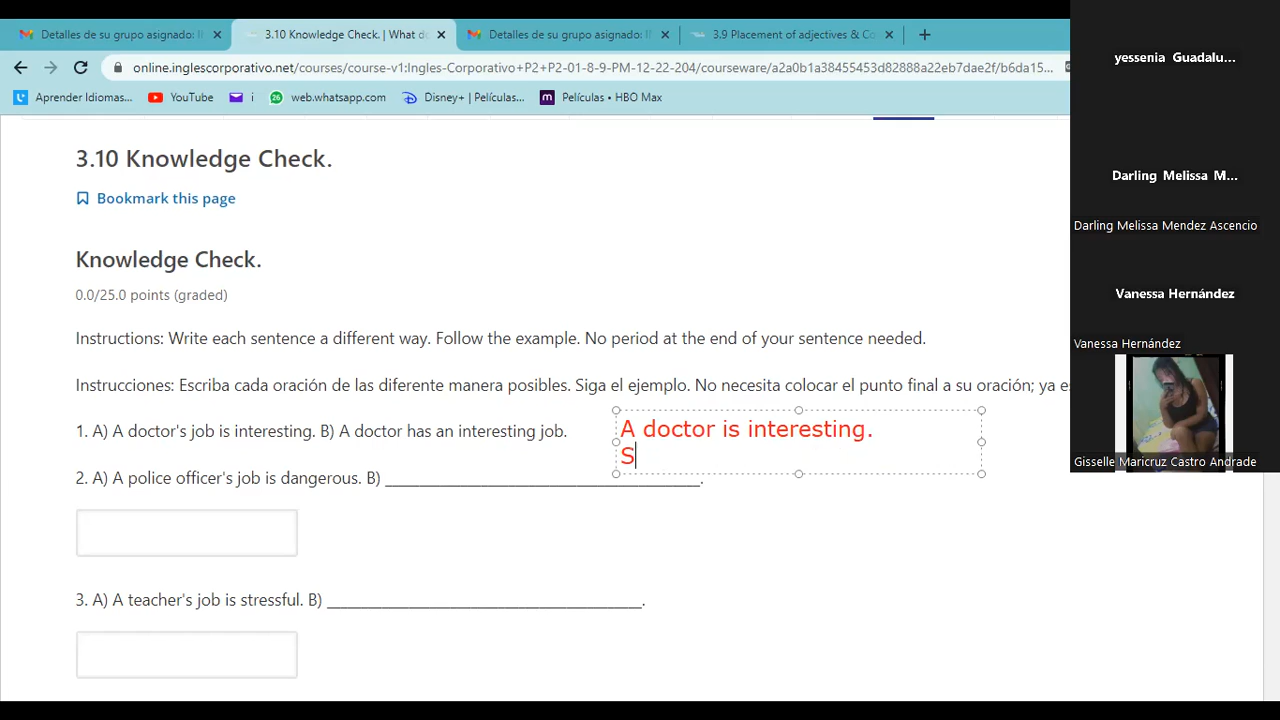 Detalles de su grupo asignado: I
3.10 Knowledge Check. | What do
Detalles de su grupo asignado: I
3.9 Placement of adjectives & Co
online.inglescorporativo.net/courses/course-v1:Ingles-Corporativo+P2+P2-01-8-9-PM-12-22-204/courseware/a2a0b1a38455453d82888a22eb7dae2f/b6da15...
Aprender Idiomas...
YouTube
i
web.whatsapp.com
Disney+ | Películas...
Películas • HBO Max
3.10 Knowledge Check.
Bookmark this page
Knowledge Check.
0.0/25.0 points (graded)
Instructions: Write each sentence a different way. Follow the example. No period at the end of your sentence needed.
Instrucciones: Escriba cada oración de las diferente manera posibles. Siga el ejemplo. No necesita colocar el punto final a su oración; ya es
1. A) A doctor's job is interesting. B) A doctor has an interesting job.
A doctor is interesting.
S
2. A) A police officer's job is dangerous. B) ______________________________________.
3. A) A teacher's job is stressful. B) ______________________________________.
yessenia Guadalu...
Darling Melissa M...
Darling Melissa Mendez Ascencio
Vanessa Hernández
Vanessa Hernández
Gisselle Maricruz Castro Andrade